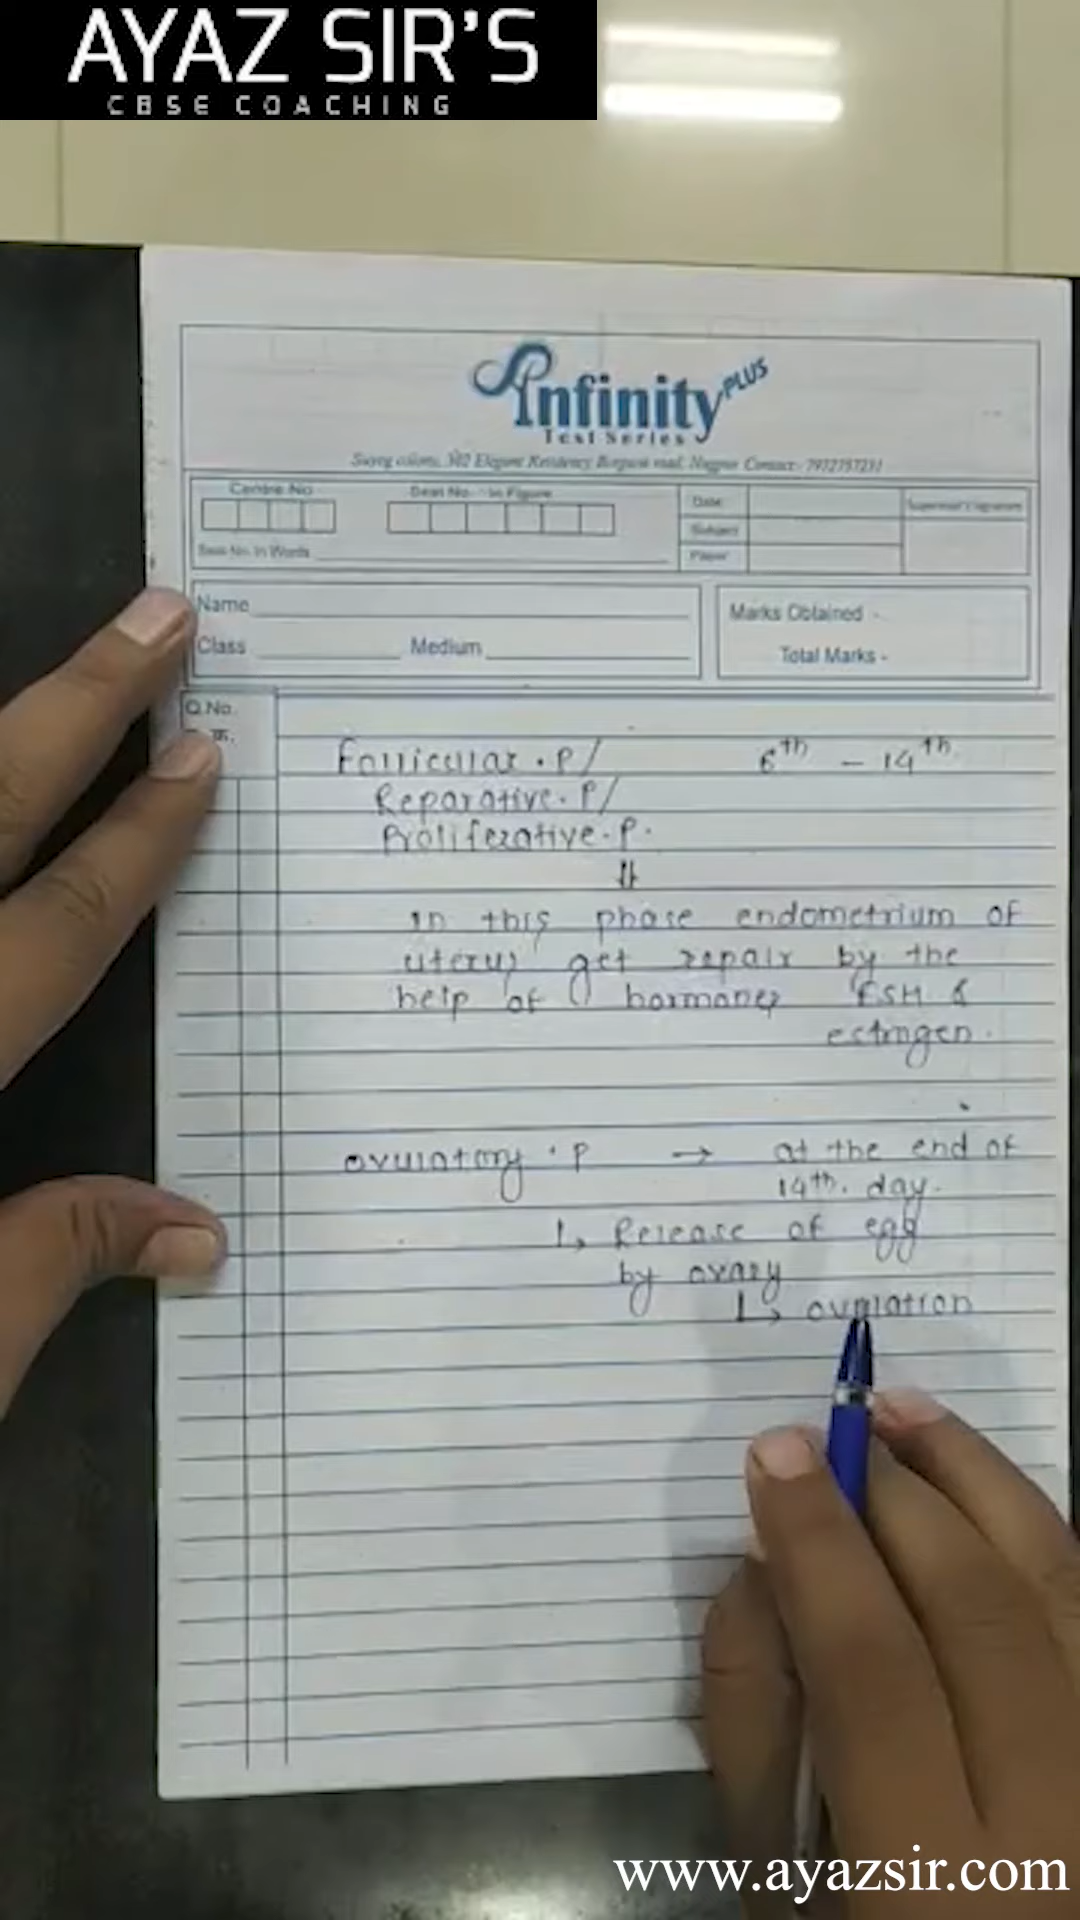 AYAZ SIR'S
CBSE COACHING
Infinity PLUS
Test Series
Centre No
Seat No. In Figure
Date
Subject
Paper
Seat No. In Words
Name
Class Medium
Marks Obtained -
Total Marks -
Q.No.
Follicular . P / 6th - 14th
Reparative. P /
Proliferative. P.
In this phase endometrium of
uterus get repair by the
help of hormones FSH &
estrogen.
ovulatory . P → at the end of
14th. day.
↳ Release of egg
by ovary
↳ ovulation
www.ayazsir.com